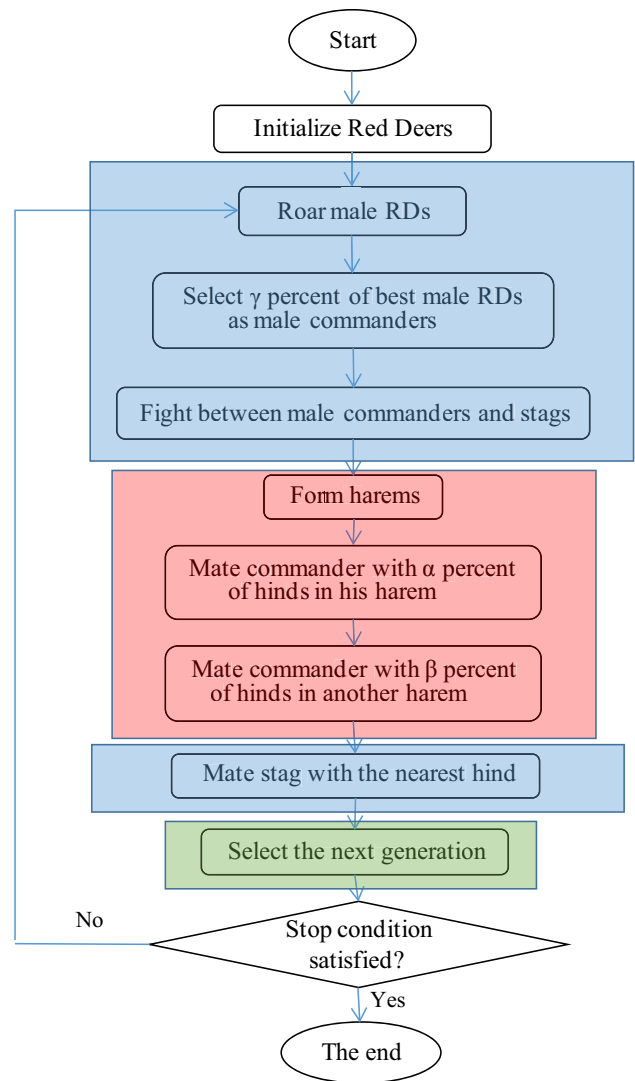 Start
Initialize Red Deers
Roar male RDs
Select γ percent of best male RDs
as male commanders
Fight between male commanders and stags
Form harems
Mate commander with α percent
of hinds in his harem
Mate commander with β percent
of hinds in another harem
Mate stag with the nearest hind
Select the next generation
No
Stop condition
satisfied?
Yes
The end